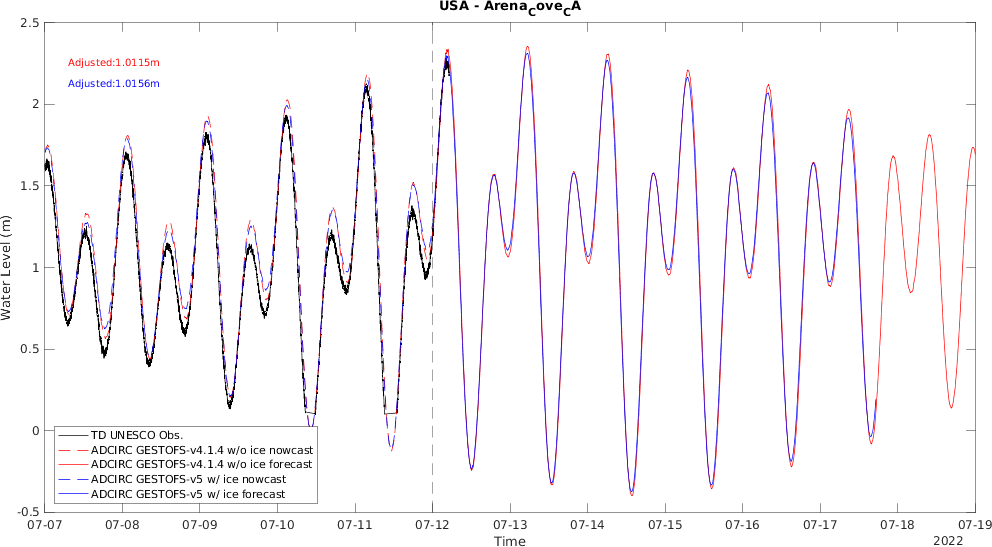 USA - ArenaCoveCA
2.5
2
1.5
1
0.5
0
-0.5
Water Level (m)
Adjusted:1.0115m
Adjusted:1.0156m
TD UNESCO Obs.
ADCIRC GESTOFS-v4.1.4 w/o ice nowcast
ADCIRC GESTOFS-v4.1.4 w/o ice forecast
ADCIRC GESTOFS-v5 w/ ice nowcast
ADCIRC GESTOFS-v5 w/ ice forecast
07-07 07-08 07-09 07-10 07-11 07-12 07-13 07-14 07-15 07-16 07-17 07-18 07-19
Time
2022